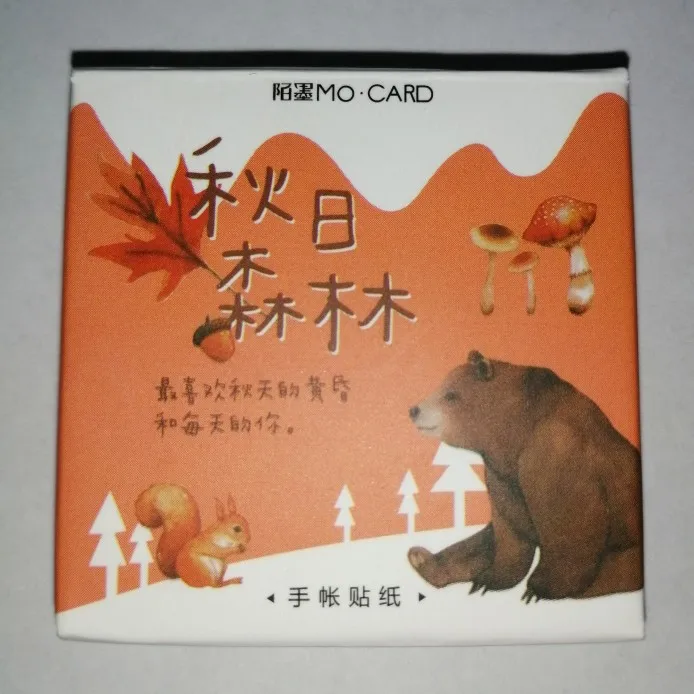 陌墨MO·CARD
秋日
森林
最喜欢秋天的黄昏
和每天的你。
手帐贴纸